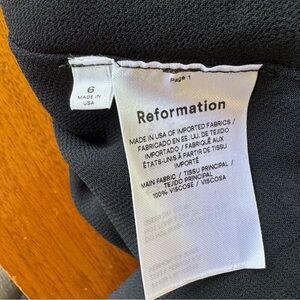 6
MADE IN
USA
Page 1
Reformation
MADE IN USA OF IMPORTED FABRICS /
FABRICADO EN EE. UU. DE TEJIDO
IMPORTADO / FABRIQUÉ AUX
ÉTATS-UNIS À PARTIR DE TISSU
IMPORTÉ
MAIN FABRIC / TISSU PRINCIPAL /
TEJIDO PRINCIPAL
100% VISCOSE / VISCOSA